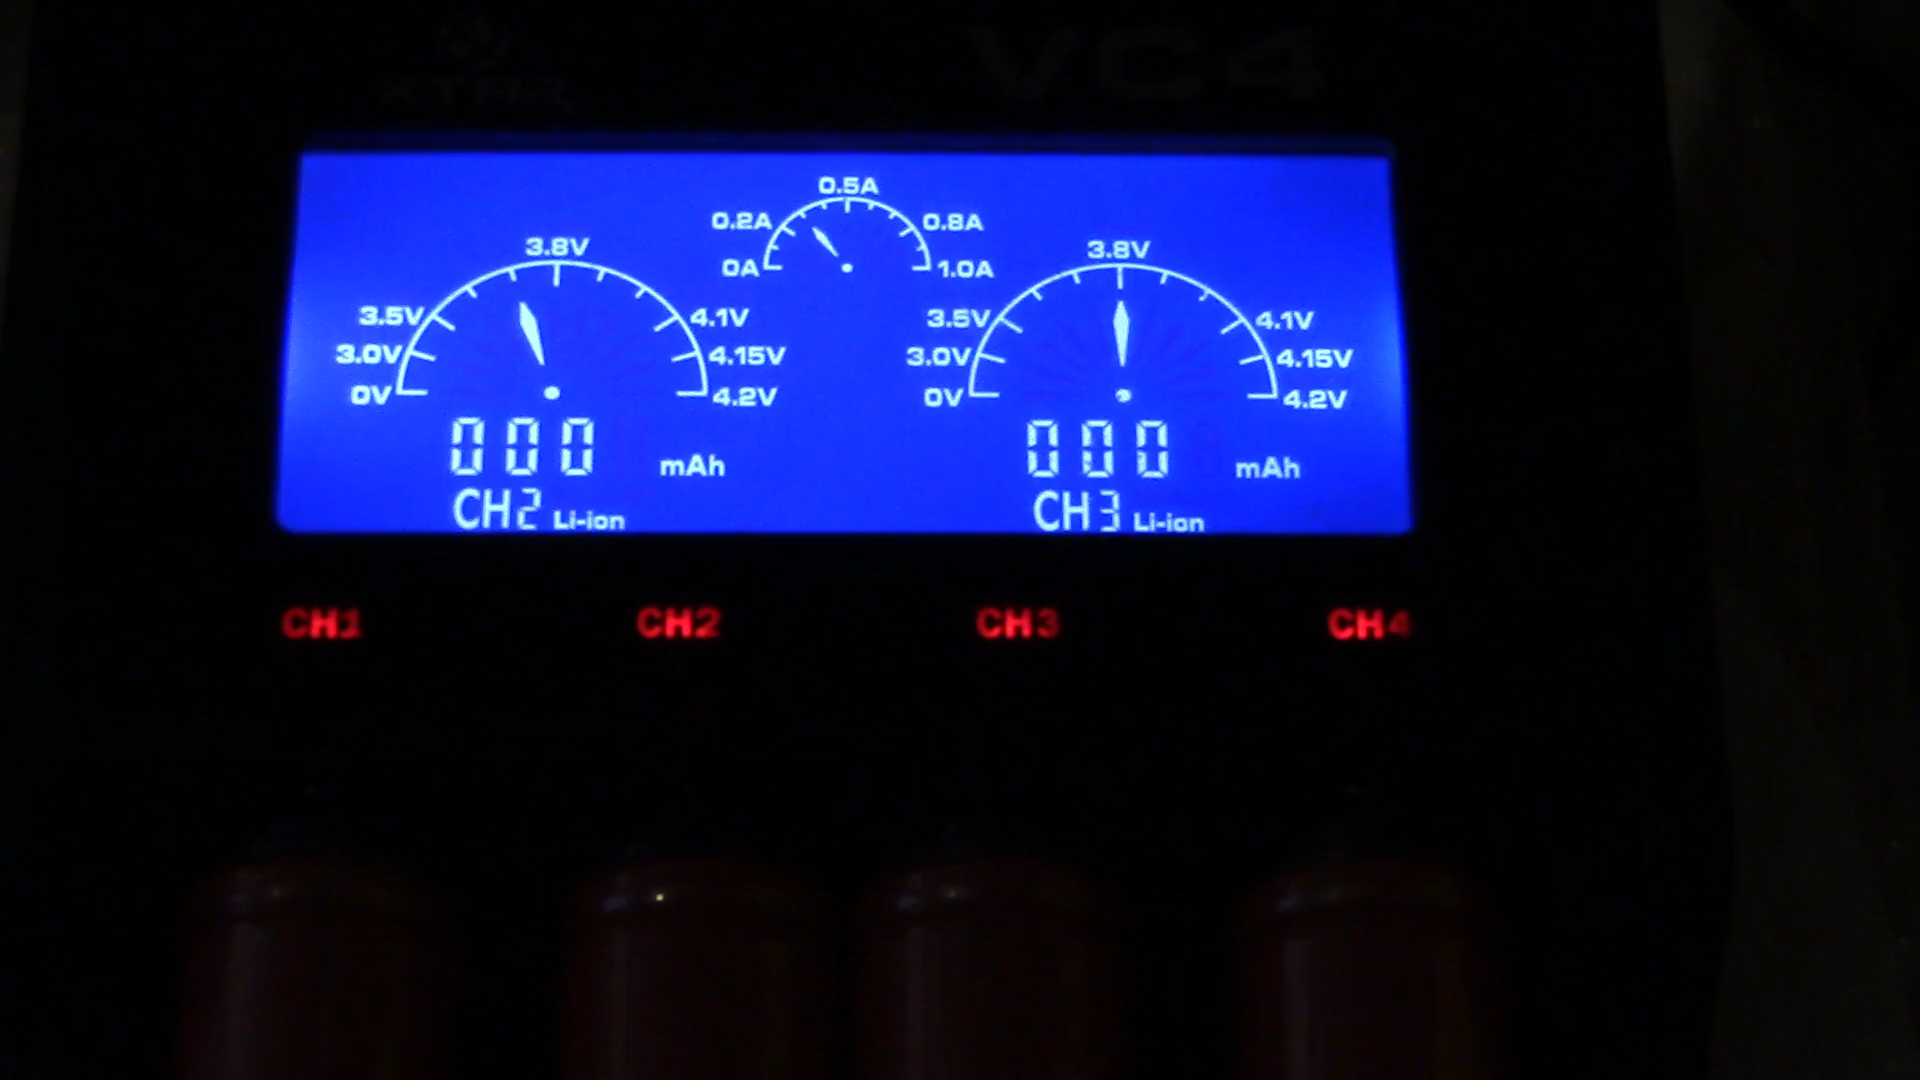 XTAR
VC4
0.5A
0.2A 0.8A
0A 1.0A
3.8V 3.8V
3.5V 4.1V 3.5V 4.1V
3.0V 4.15V 3.0V 4.15V
0V 4.2V 0V 4.2V
000 mAh 000 mAh
CH2 Li-ion CH3 Li-ion
CH1 CH2 CH3 CH4